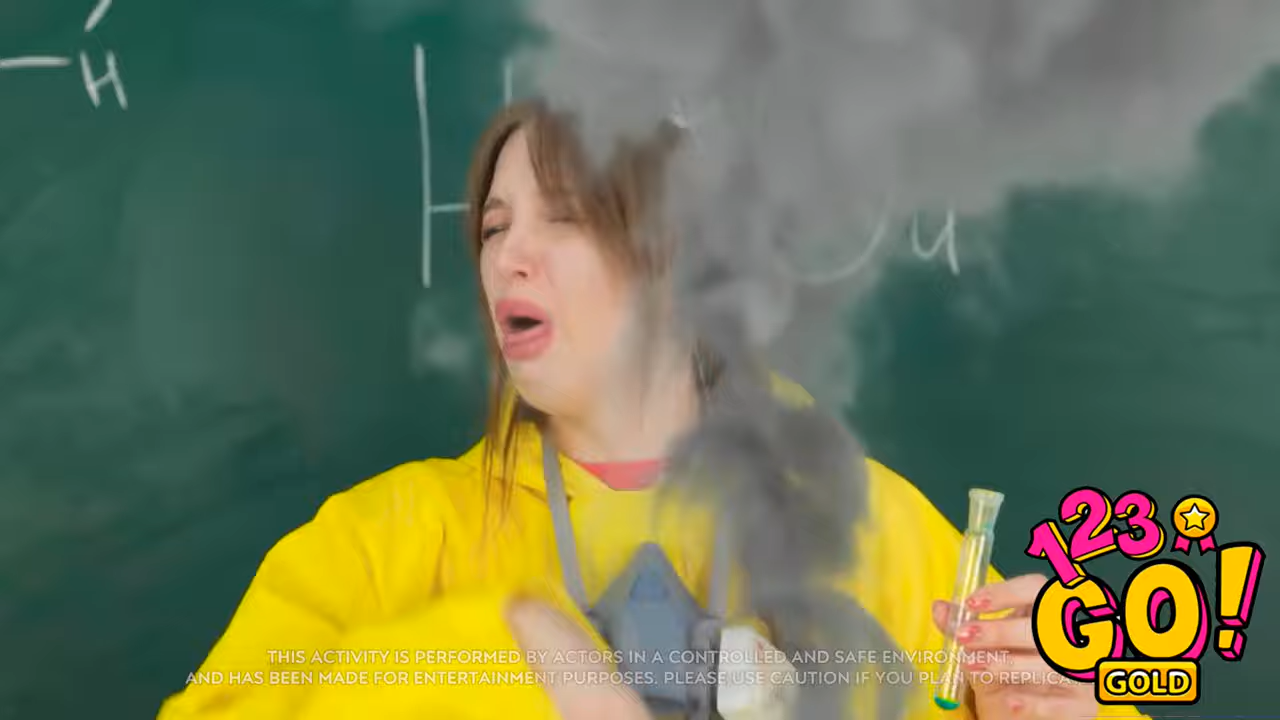 H
H
u
THIS ACTIVITY IS PERFORMED BY ACTORS IN A CONTROLLED AND SAFE ENVIRONMENT,
AND HAS BEEN MADE FOR ENTERTAINMENT PURPOSES. PLEASE USE CAUTION IF YOU PLAN TO
123
GO!
GOLD